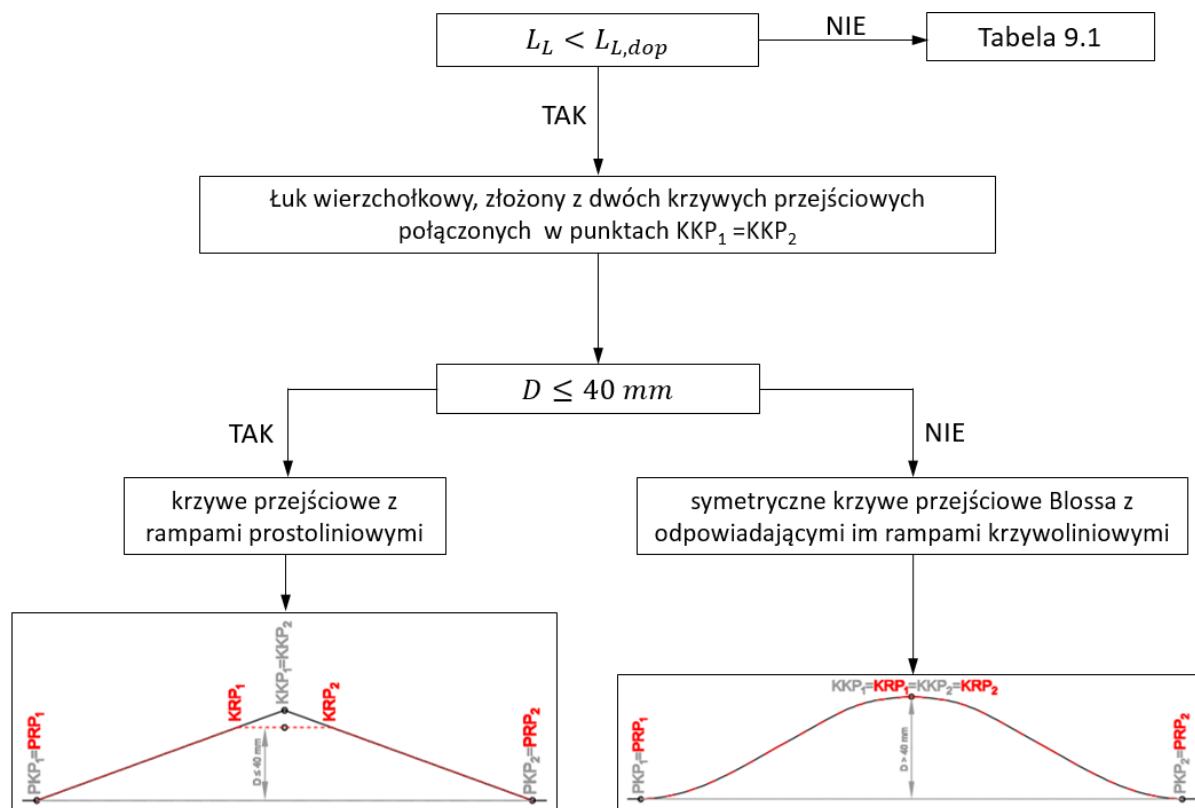 L_L < L_{L,dop}
NIE
Tabela 9.1
TAK
Łuk wierzchołkowy, złożony z dwóch krzywych przejściowych
połączonych w punktach KKP₁ =KKP₂
D ≤ 40 mm
TAK
NIE
krzywe przejściowe z
rampami prostoliniowymi
symetryczne krzywe przejściowe Blossa z
odpowiadającymi im rampami krzywoliniowymi
PKP₁=PRP₁
KRP₁
KKP₁=KKP₂
KRP₂
D ≤ 40 mm
PKP₂=PRP₂
PKP₁=PRP₁
KKP₁=KRP₁=KKP₂=KRP₂
D > 40 mm
PKP₂=PRP₂